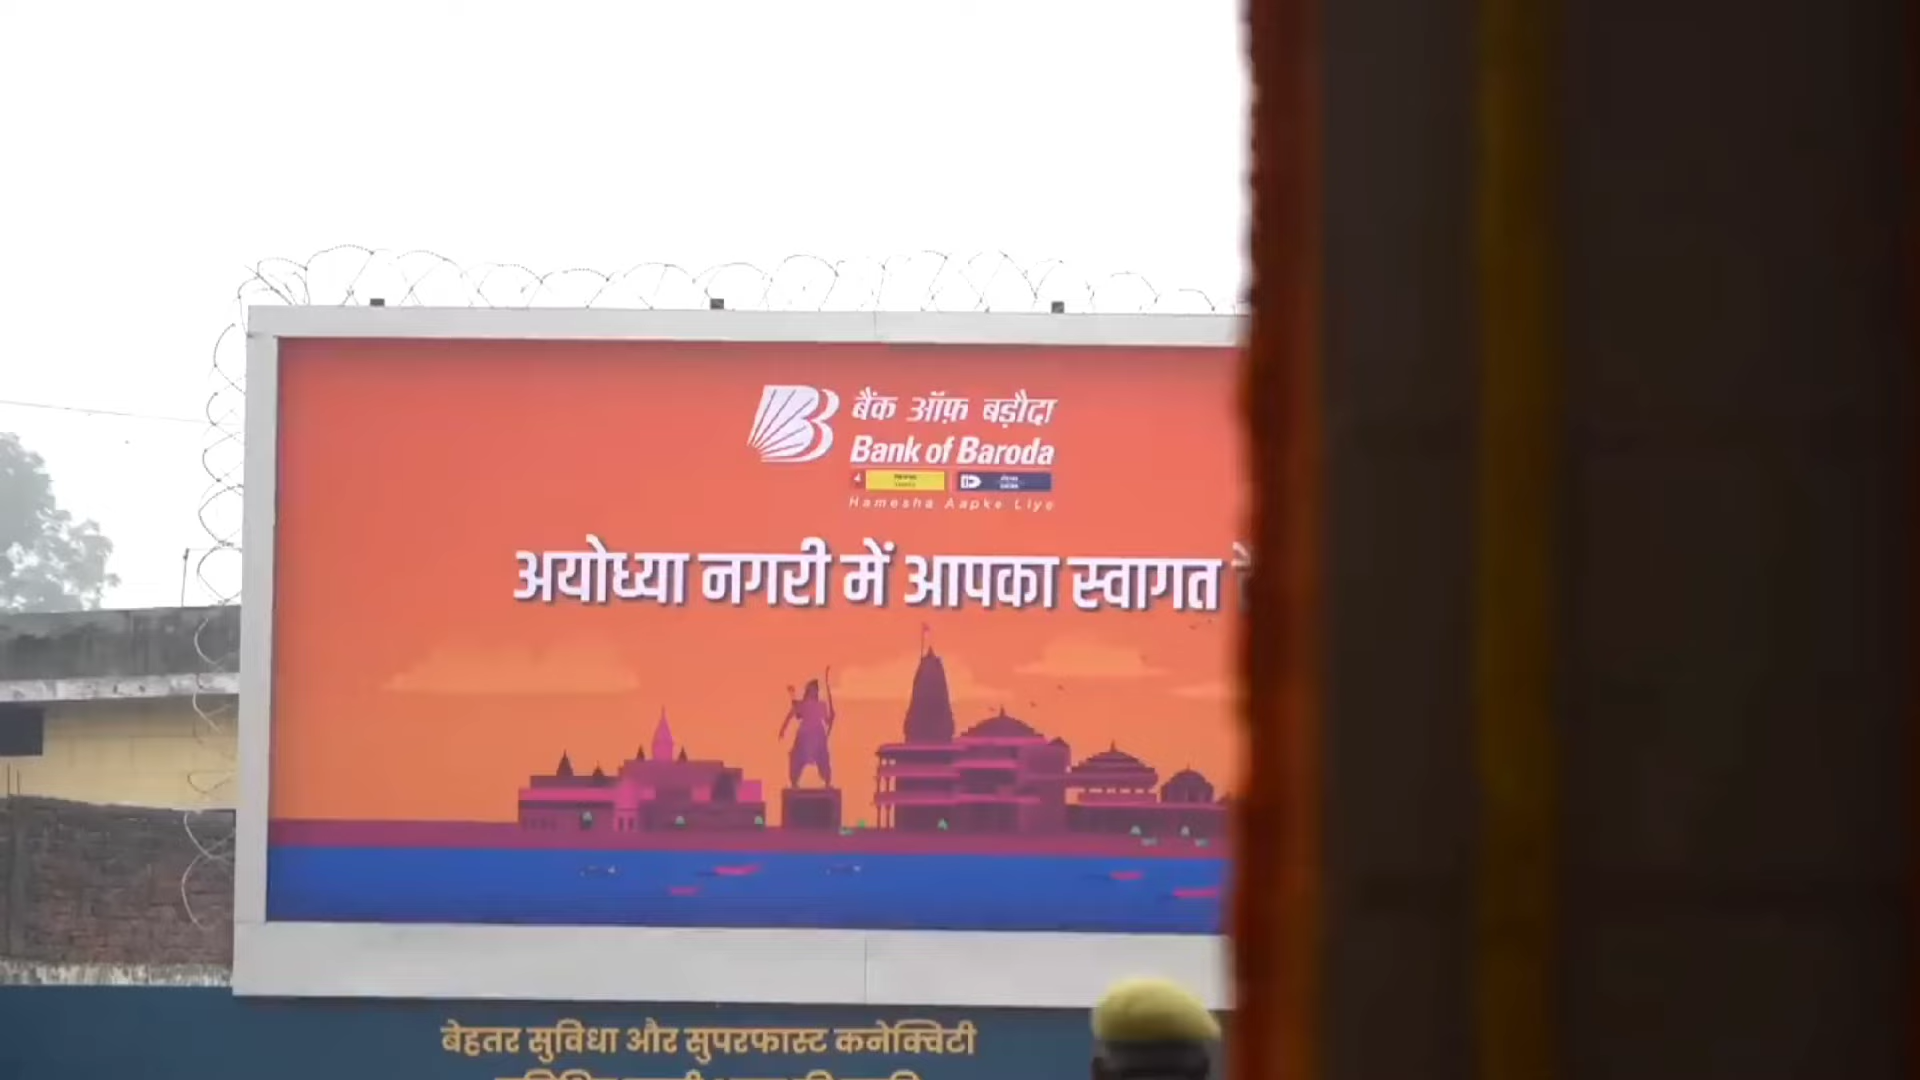 बैंक ऑफ़ बड़ौदा
Bank of Baroda
Hamesha Aapke Liye
अयोध्या नगरी में आपका स्वागत
बेहतर सुविधा और सुपरफास्ट कनेक्विटी